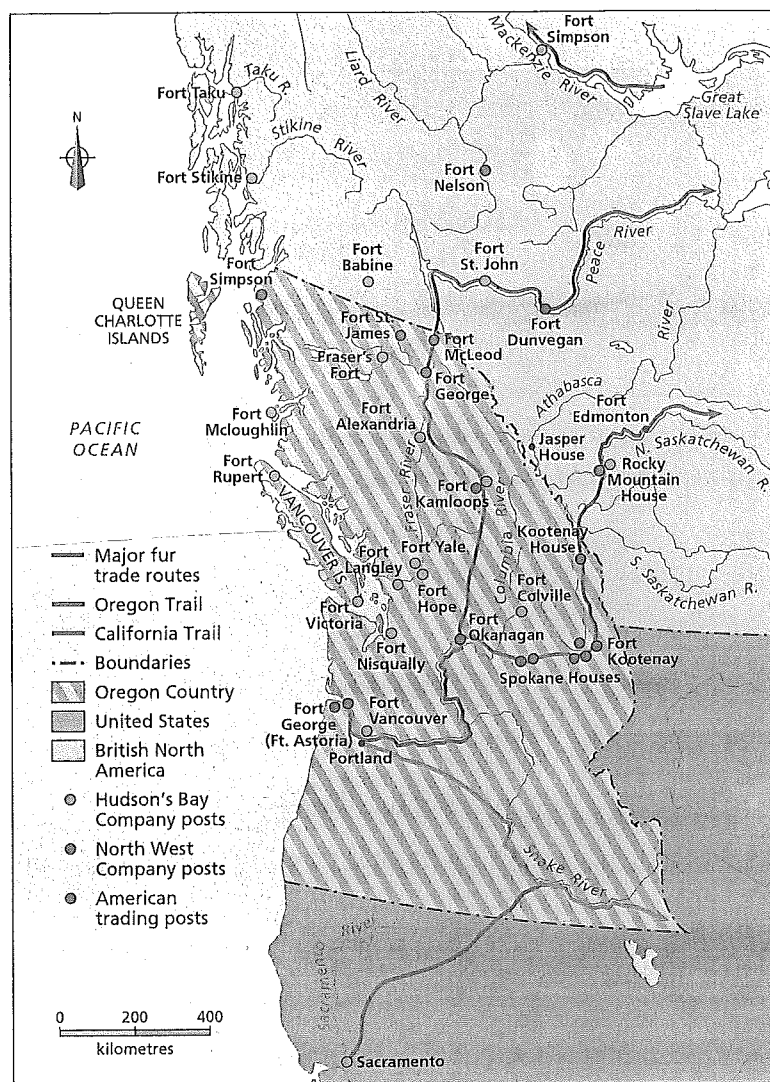 Fort
Simpson
Mackenzie
River
Great
Slave Lake
Liard
River
Taku R.
Fort Taku
Stikine
River
N
Fort Stikine
Fort
Nelson
Peace
River
Fort
Babine
Fort
St. John
Fort
Simpson
QUEEN
CHARLOTTE
ISLANDS
Fort St.
James
Fort
Dunvegan
Fort
McLeod
River
Fraser's
Fort
Fort
George
Athabasca
Fort
Edmonton
Fort
Alexandria
Fort
Mcloughlin
PACIFIC
OCEAN
Jasper
House
N. Saskatchewan R.
Rocky
Mountain
House
Fort
Rupert
Fraser River
Fort
Kamloops
River
Columbia
VANCOUVER IS.
Kootenay
House
S. Saskatchewan R.
Fort
Langley
Fort Yale
Fort
Colville
Fort
Hope
Fort
Victoria
Fort
Okanagan
Fort
Kootenay
Fort
Nisqually
Spokane Houses
Fort
George
(Ft. Astoria)
Fort
Vancouver
Portland
Snake River
Sacramento
River
Sacramento
Major fur
trade routes
Oregon Trail
California Trail
Boundaries
Oregon Country
United States
British North
America
Hudson's Bay
Company posts
North West
Company posts
American
trading posts
0 200 400
kilometres